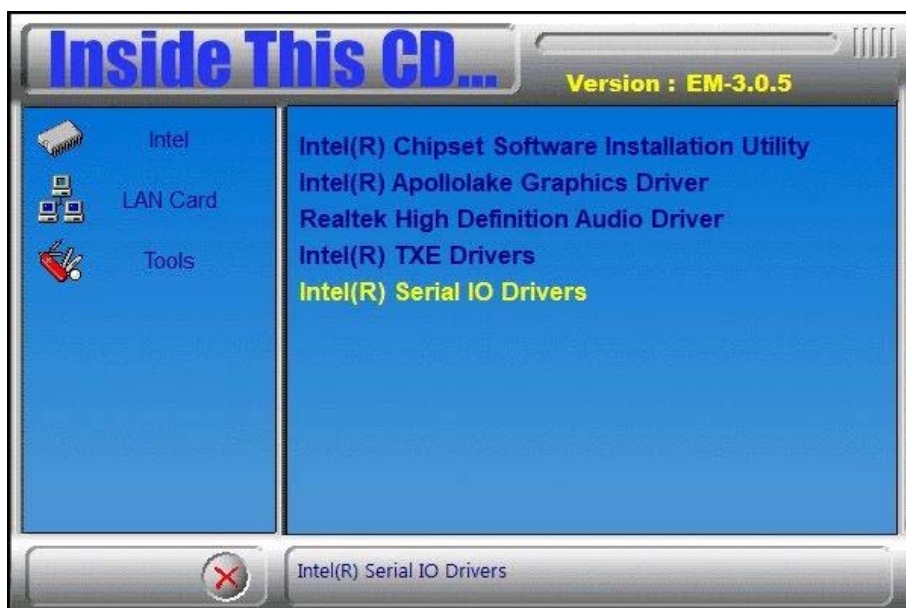 Inside This CD...
Version : EM-3.0.5
Intel
LAN Card
Tools
Intel(R) Chipset Software Installation Utility
Intel(R) Apollolake Graphics Driver
Realtek High Definition Audio Driver
Intel(R) TXE Drivers
Intel(R) Serial IO Drivers
Intel(R) Serial IO Drivers